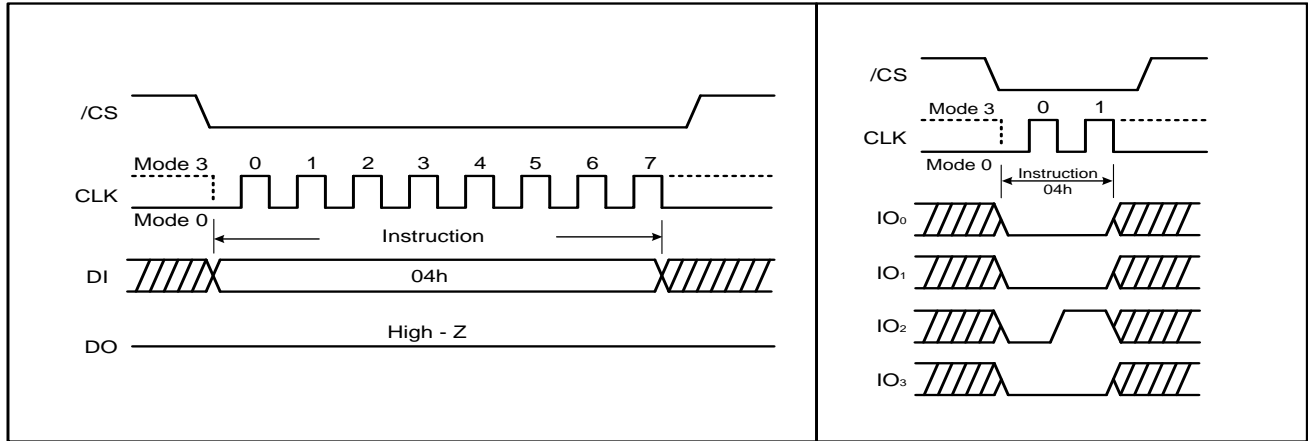 /CS
Mode 3
0 1 2 3 4 5 6 7
CLK
Mode 0
Instruction
DI
04h
High - Z
DO
/CS
Mode 3
0 1
CLK
Mode 0
Instruction
04h
IO₀
IO₁
IO₂
IO₃